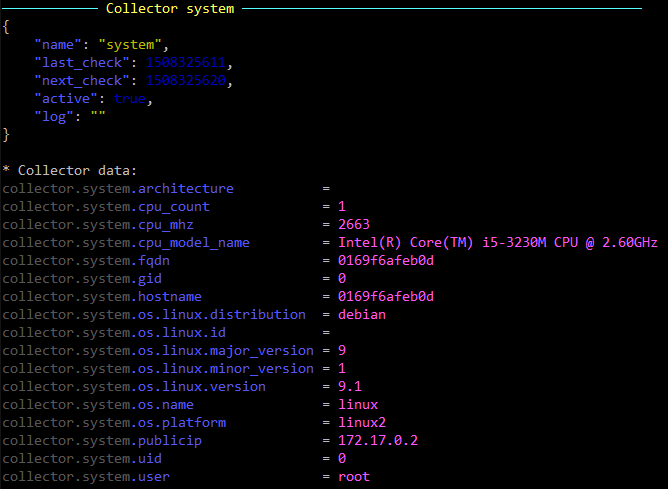 Collector system
{
    "name": "system",
    "last_check": 1508325611,
    "next_check": 1508325620,
    "active": true,
    "log": ""
}
* Collector data:
collector.system.architecture           =
collector.system.cpu_count              = 1
collector.system.cpu_mhz                = 2663
collector.system.cpu_model_name         = Intel(R) Core(TM) i5-3230M CPU @ 2.60GHz
collector.system.fqdn                   = 0169f6afeb0d
collector.system.gid                    = 0
collector.system.hostname               = 0169f6afeb0d
collector.system.os.linux.distribution  = debian
collector.system.os.linux.id            =
collector.system.os.linux.major_version = 9
collector.system.os.linux.minor_version = 1
collector.system.os.linux.version       = 9.1
collector.system.os.name                = linux
collector.system.os.platform            = linux2
collector.system.publicip               = 172.17.0.2
collector.system.uid                    = 0
collector.system.user                   = root